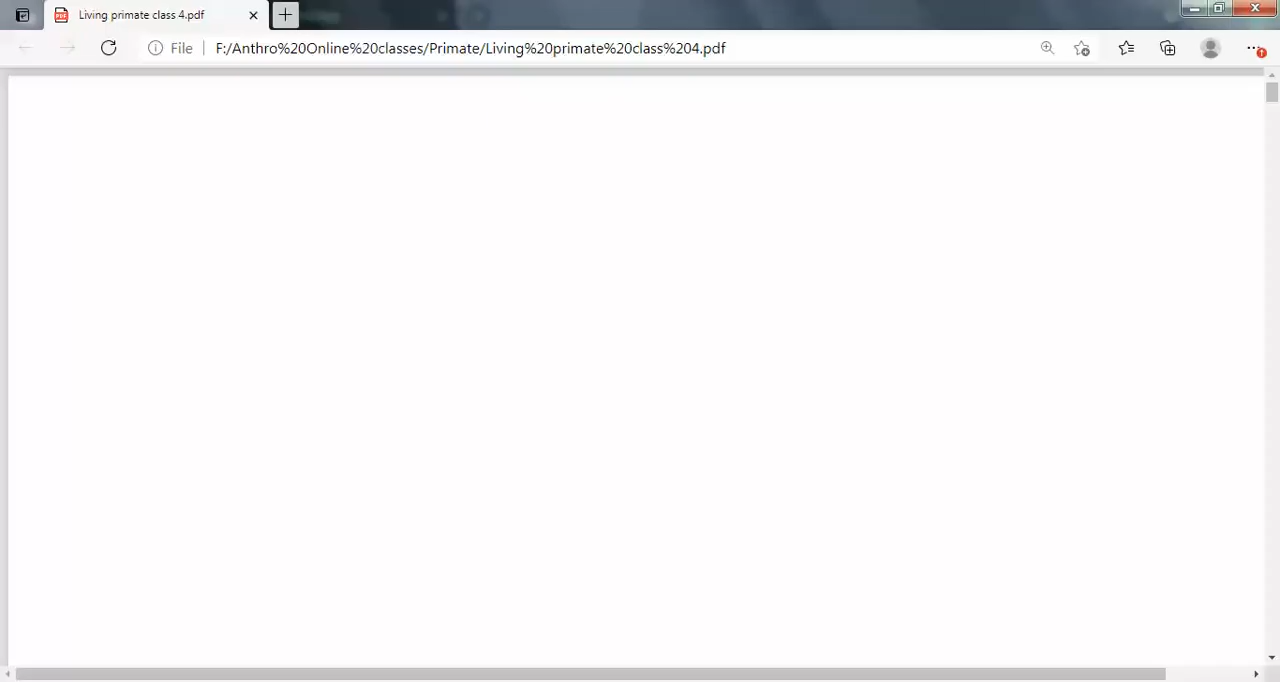 Living primate class 4.pdf
File
F:/Anthro%20Online%20classes/Primate/Living%20primate%20class%204.pdf